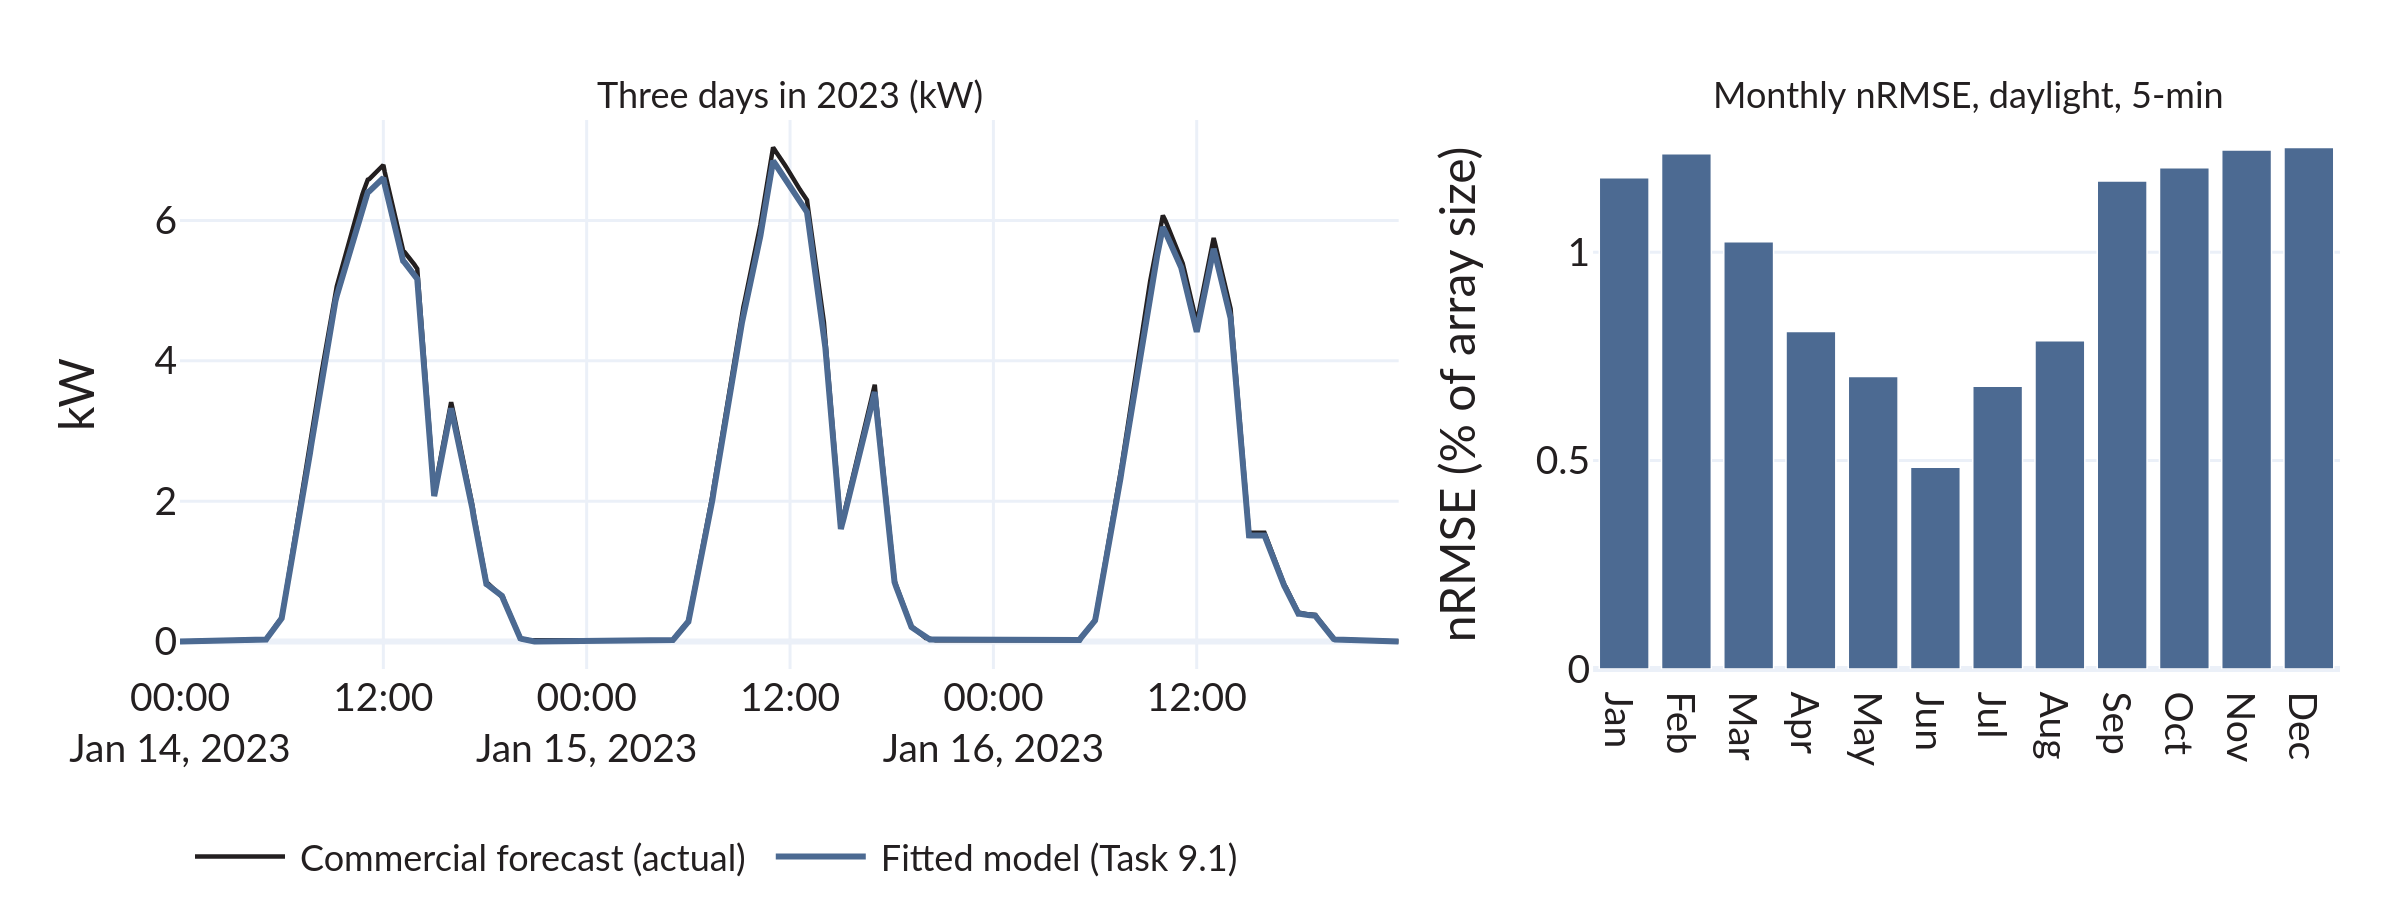 Three days in 2023 (kW)
kW
6
4
2
0
00:00 12:00 00:00 12:00 00:00 12:00
Jan 14, 2023 Jan 15, 2023 Jan 16, 2023
Commercial forecast (actual) Fitted model (Task 9.1)
Monthly nRMSE, daylight, 5-min
nRMSE (% of array size)
1
0.5
0
Jan Feb Mar Apr May Jun Jul Aug Sep Oct Nov Dec